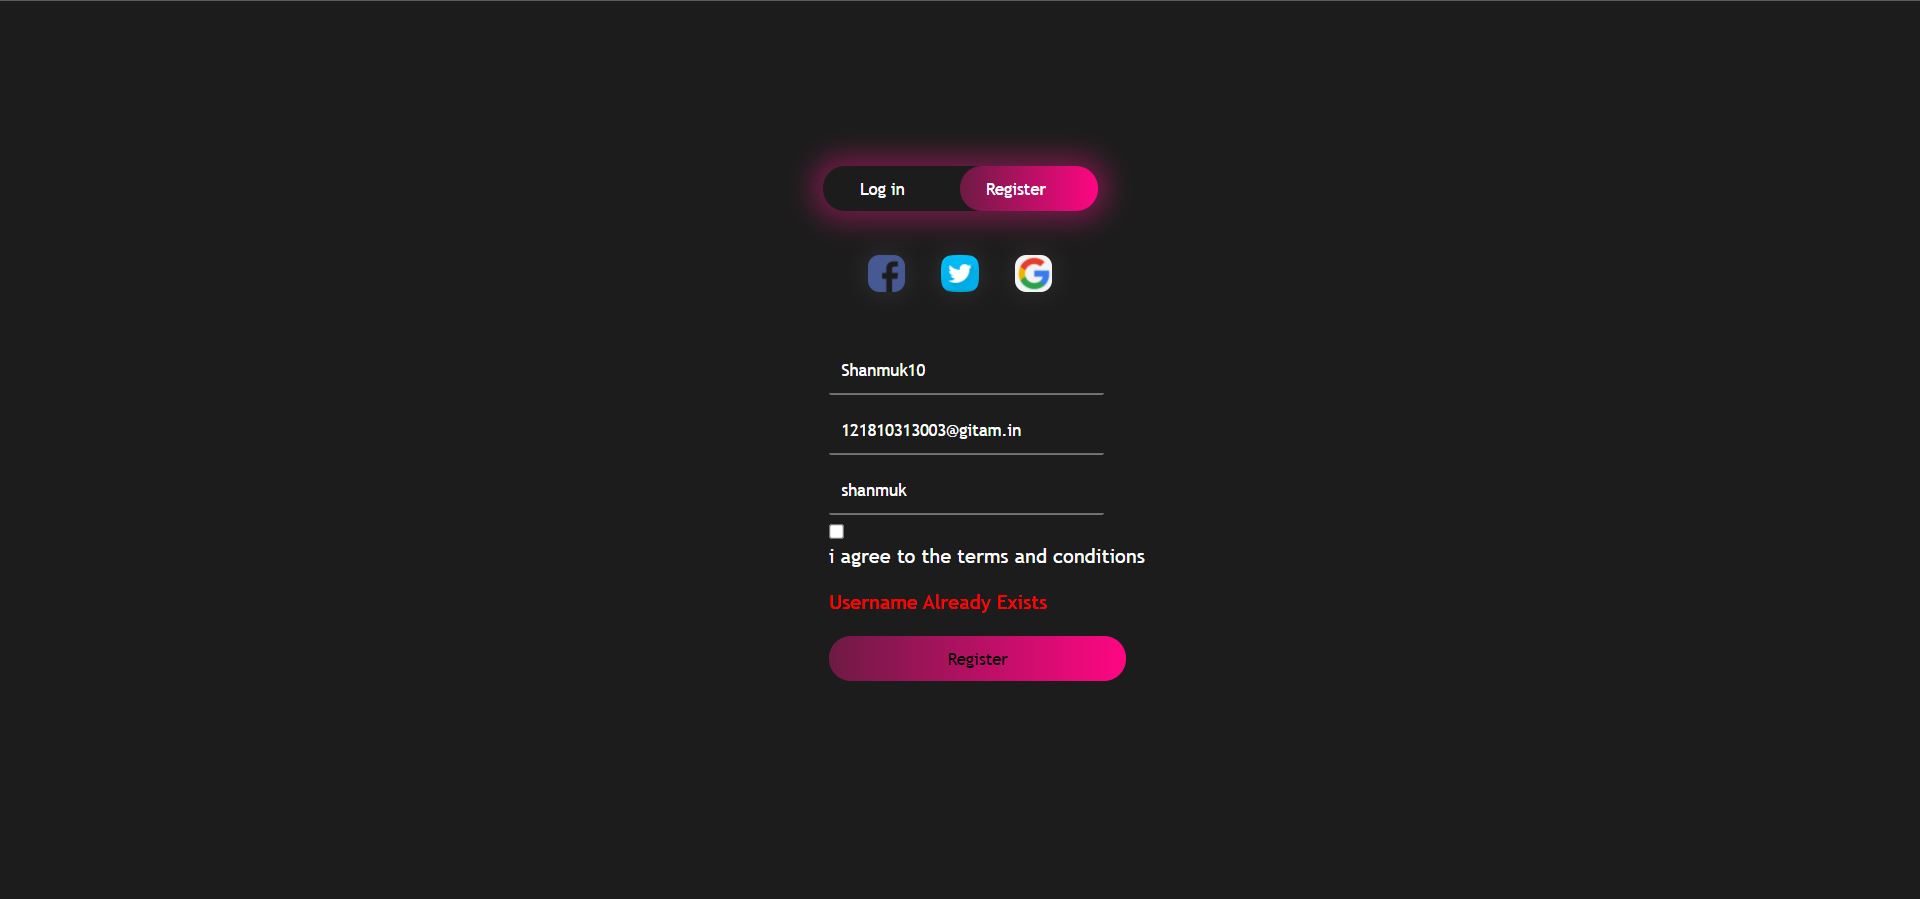 Log in
Register
Shanmuk10
121810313003@gitam.in
shanmuk
i agree to the terms and conditions
Username Already Exists
Register